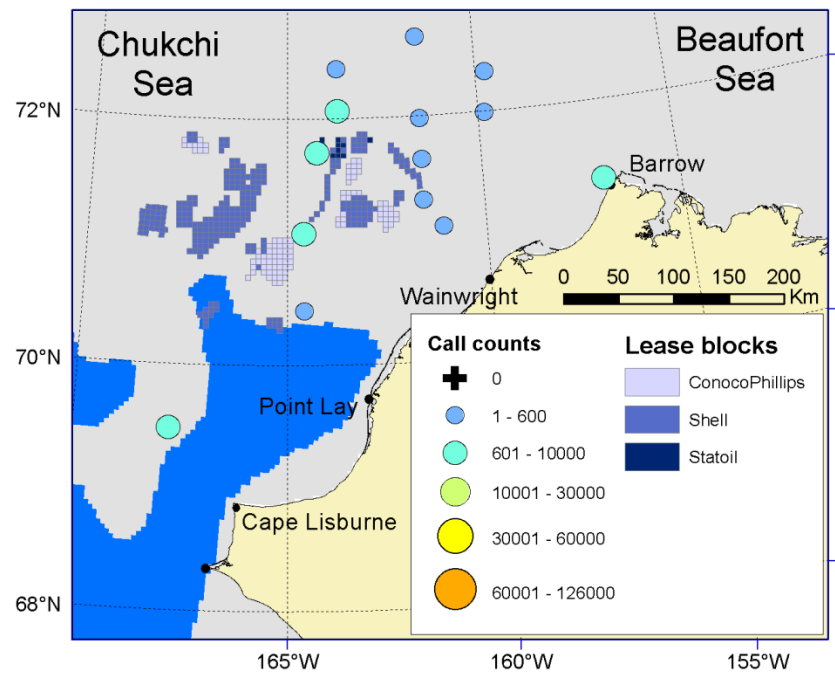 Chukchi
Sea
Beaufort
Sea
72°N
Barrow
Wainwright
0 50 100 150 200
Km
70°N
Point Lay
Cape Lisburne
68°N
Call counts
0
1 - 600
601 - 10000
10001 - 30000
30001 - 60000
60001 - 126000
Lease blocks
ConocoPhillips
Shell
Statoil
165°W
160°W
155°W